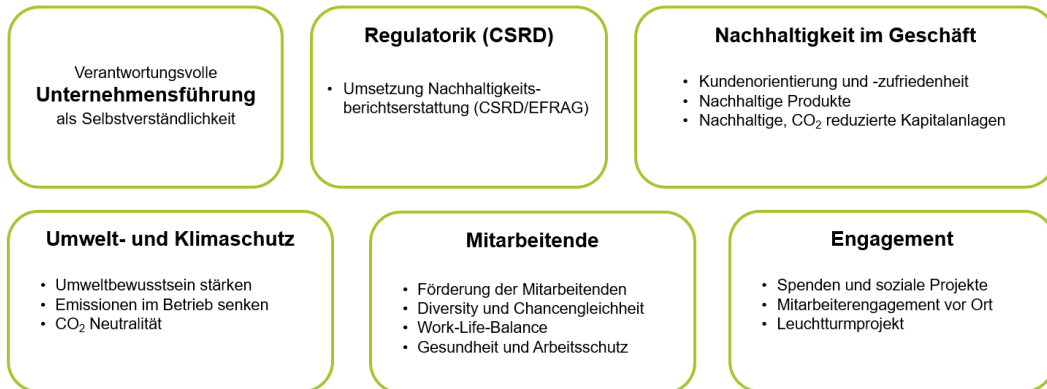 Verantwortungsvolle
Unternehmensführung
als Selbstverständlichkeit
Regulatorik (CSRD)
• Umsetzung Nachhaltigkeits-
berichtserstattung (CSRD/EFRAG)
Nachhaltigkeit im Geschäft
• Kundenorientierung und -zufriedenheit
• Nachhaltige Produkte
• Nachhaltige, CO₂ reduzierte Kapitalanlagen
Umwelt- und Klimaschutz
• Umweltbewusstsein stärken
• Emissionen im Betrieb senken
• CO₂ Neutralität
Mitarbeitende
• Förderung der Mitarbeitenden
• Diversity und Chancengleichheit
• Work-Life-Balance
• Gesundheit und Arbeitsschutz
Engagement
• Spenden und soziale Projekte
• Mitarbeiterengagement vor Ort
• Leuchtturmprojekt